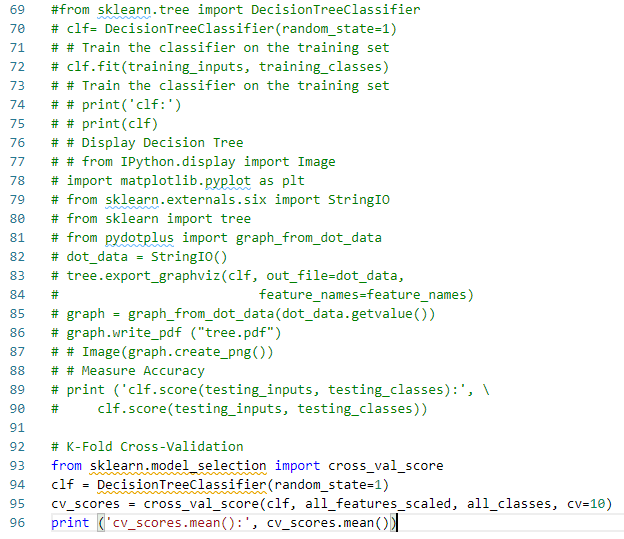 69 #from sklearn.tree import DecisionTreeClassifier
70 # clf= DecisionTreeClassifier(random_state=1)
71 # # Train the classifier on the training set
72 # clf.fit(training_inputs, training_classes)
73 # # Train the classifier on the training set
74 # # print('clf:')
75 # # print(clf)
76 # # Display Decision Tree
77 # # from IPython.display import Image
78 # import matplotlib.pyplot as plt
79 # from sklearn.externals.six import StringIO
80 # from sklearn import tree
81 # from pydotplus import graph_from_dot_data
82 # dot_data = StringIO()
83 # tree.export_graphviz(clf, out_file=dot_data,
84 #                          feature_names=feature_names)
85 # graph = graph_from_dot_data(dot_data.getvalue())
86 # graph.write_pdf ("tree.pdf")
87 # # Image(graph.create_png())
88 # # Measure Accuracy
89 # print ('clf.score(testing_inputs, testing_classes):', \
90 #     clf.score(testing_inputs, testing_classes))
91
92 # K-Fold Cross-Validation
93 from sklearn.model_selection import cross_val_score
94 clf = DecisionTreeClassifier(random_state=1)
95 cv_scores = cross_val_score(clf, all_features_scaled, all_classes, cv=10)
96 print ('cv_scores.mean():', cv_scores.mean())